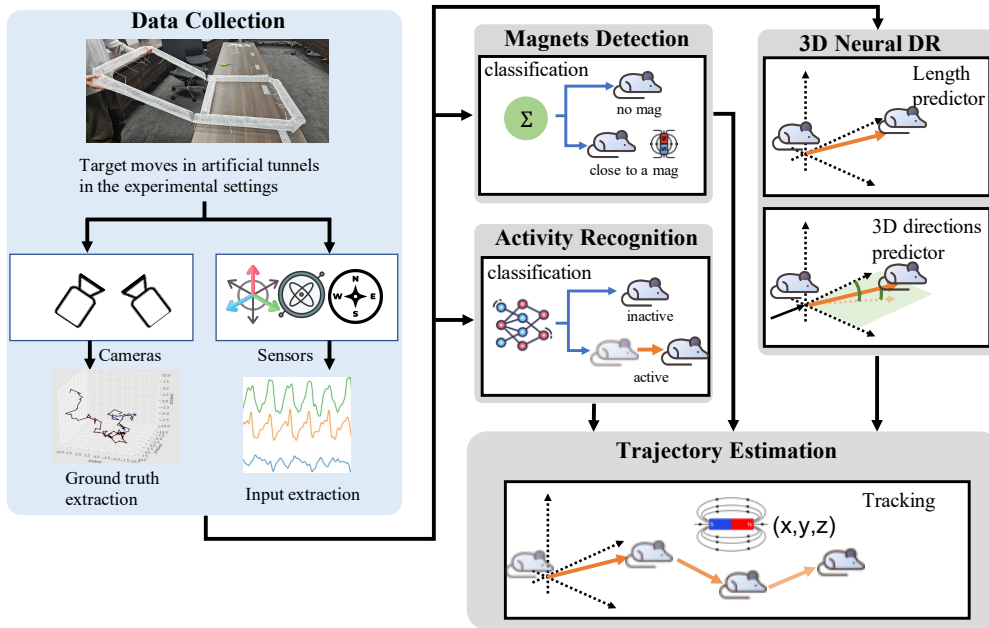 Data Collection
Target moves in artificial tunnels
in the experimental settings
N
W
E
S
Cameras
Sensors
Ground truth
extraction
Input extraction
Magnets Detection
classification
Σ
no mag
close to a mag
Activity Recognition
classification
inactive
active
3D Neural DR
Length
predictor
3D directions
predictor
Trajectory Estimation
Tracking
(x,y,z)